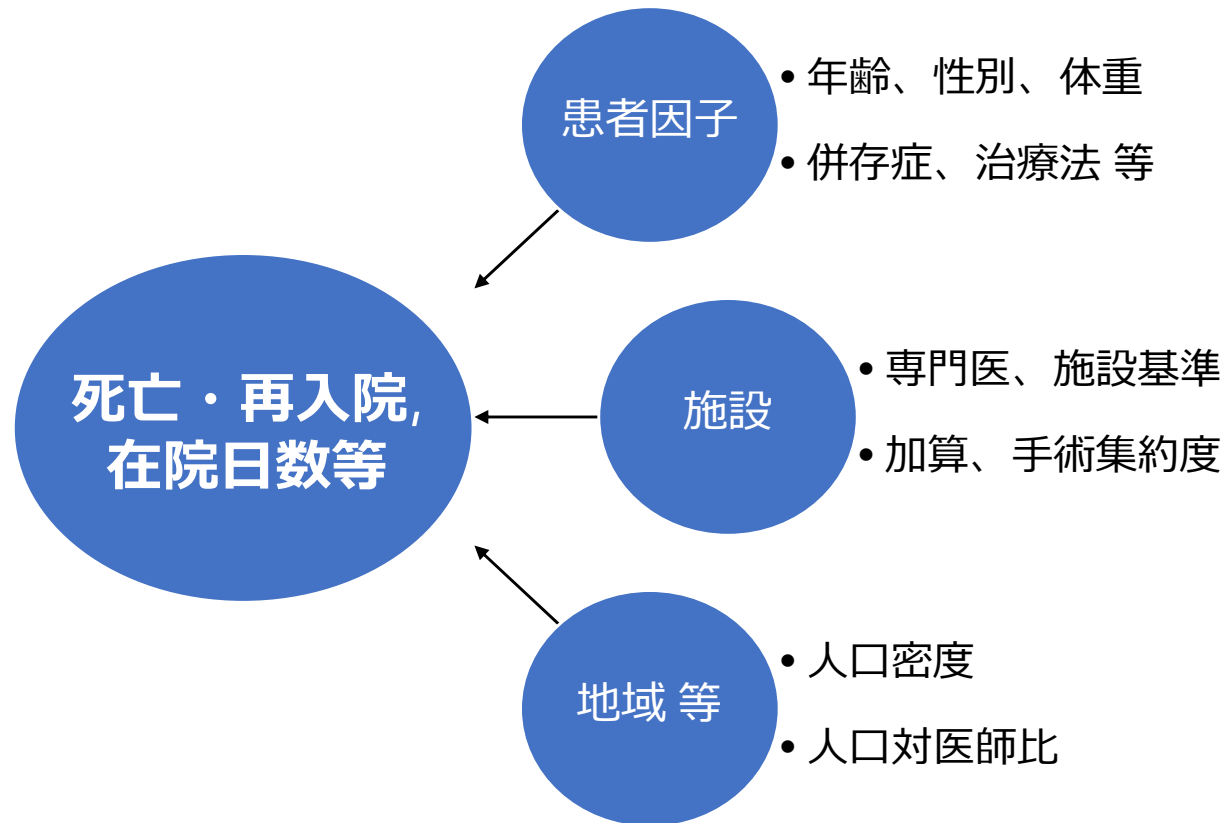 患者因子
• 年齢、性別、体重
• 併存症、治療法 等
死亡・再入院,
在院日数等
施設
• 専門医、施設基準
• 加算、手術集約度
地域 等
• 人口密度
• 人口対医師比